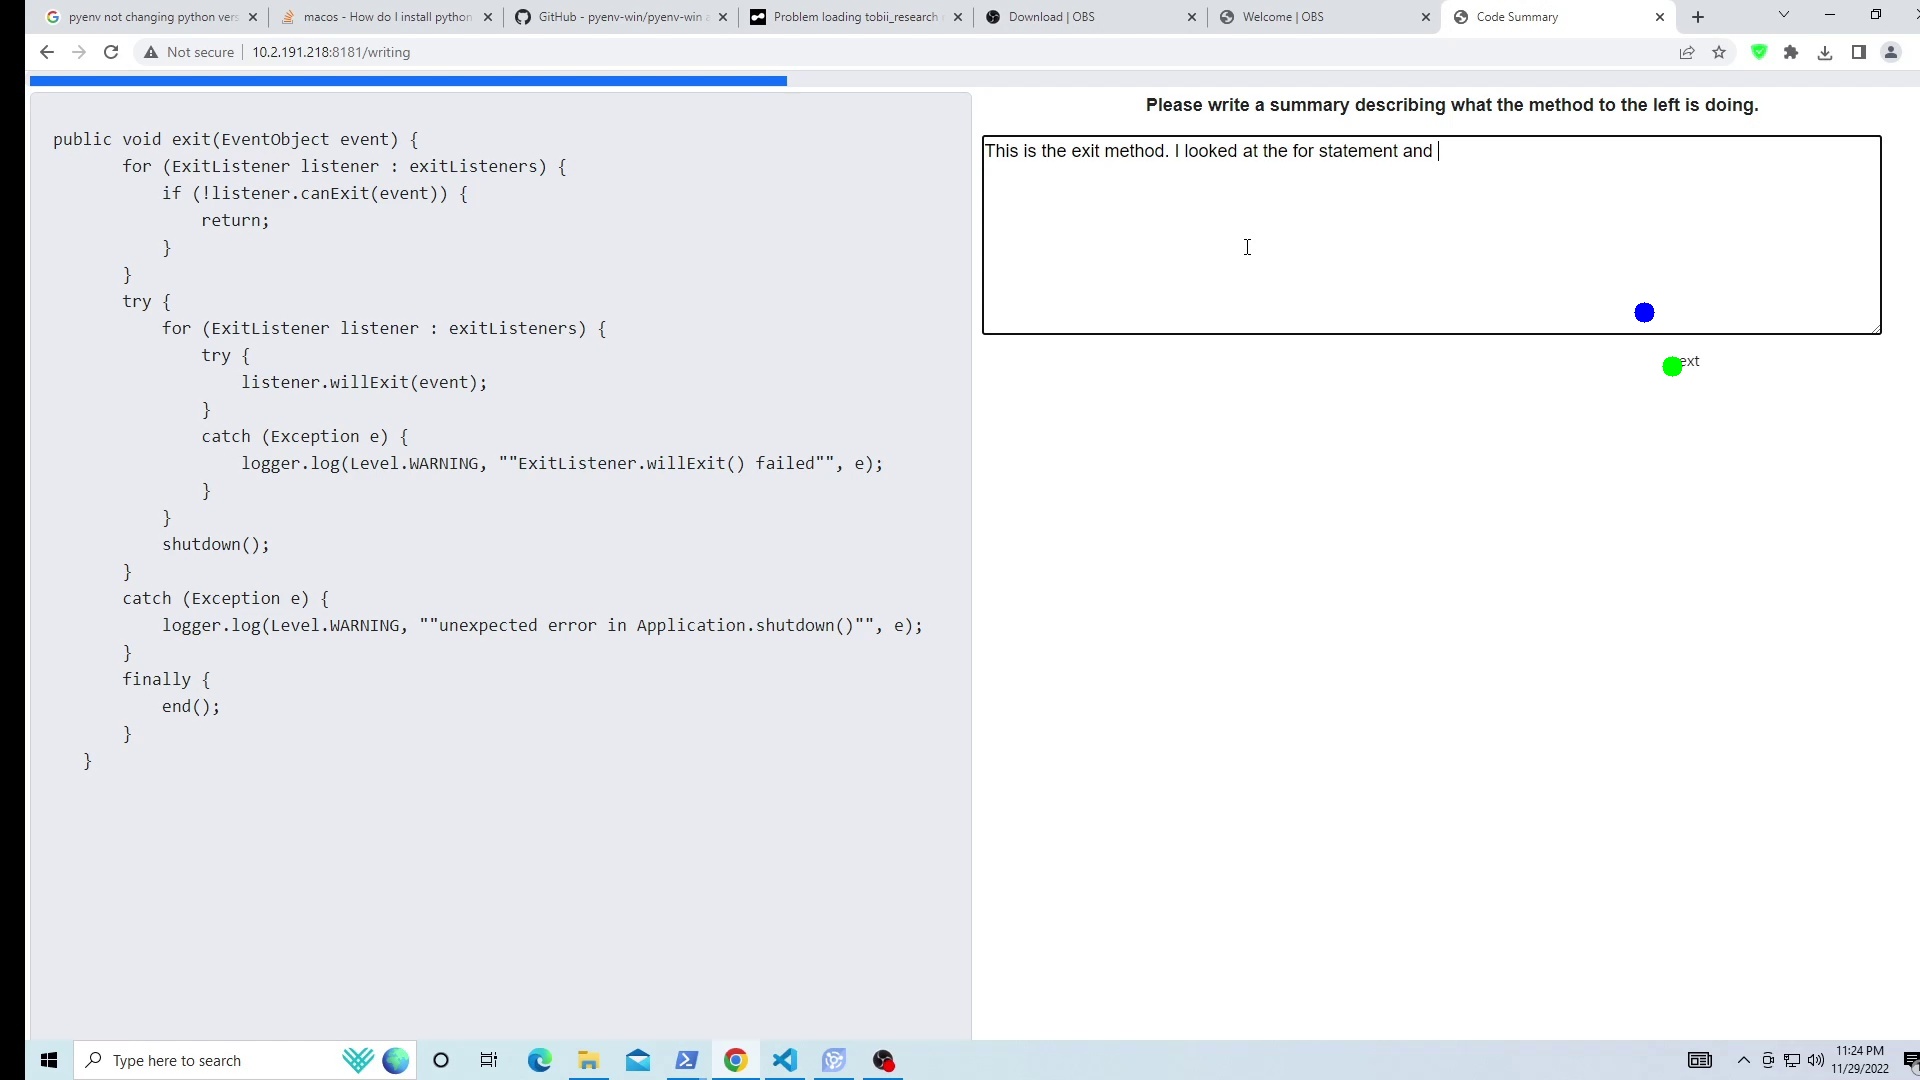 pyenv not changing python vers
macos - How do I install python
GitHub - pyenv-win/pyenv-win
Problem loading tobii_research
Download | OBS
Welcome | OBS
Code Summary
Not secure
10.2.191.218:8181/writing
public void exit(EventObject event) {
for (ExitListener listener : exitListeners) {
if (!listener.canExit(event)) {
return;
}
}
try {
for (ExitListener listener : exitListeners) {
try {
listener.willExit(event);
}
catch (Exception e) {
logger.log(Level.WARNING, ""ExitListener.willExit() failed"", e);
}
}
shutdown();
}
catch (Exception e) {
logger.log(Level.WARNING, ""unexpected error in Application.shutdown()"", e);
}
finally {
end();
}
}
Please write a summary describing what the method to the left is doing.
This is the exit method. I looked at the for statement and
ext
Type here to search
11:24 PM
11/29/2022